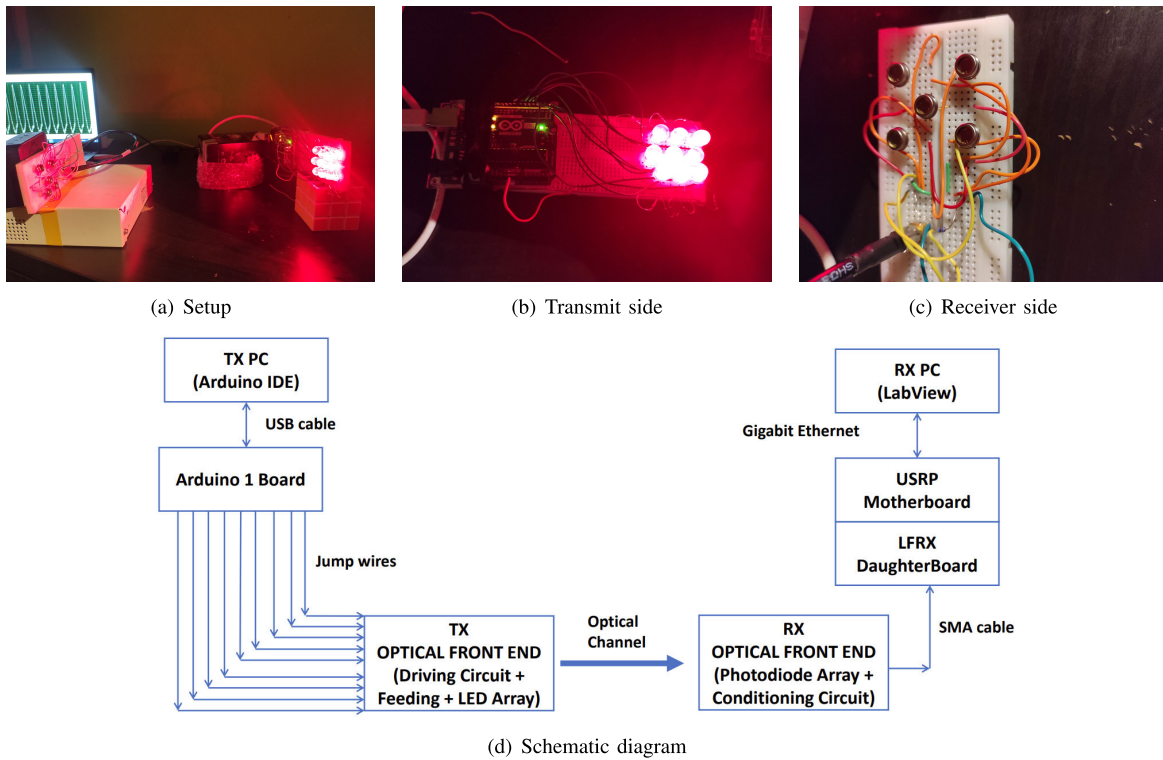 (a) Setup
(b) Transmit side
(c) Receiver side
TX PC
(Arduino IDE)
USB cable
Arduino 1 Board
Jump wires
TX
OPTICAL FRONT END
(Driving Circuit +
Feeding + LED Array)
Optical
Channel
RX
OPTICAL FRONT END
(Photodiode Array +
Conditioning Circuit)
SMA cable
RX PC
(LabView)
Gigabit Ethernet
USRP
Motherboard
LFRX
DaughterBoard
(d) Schematic diagram